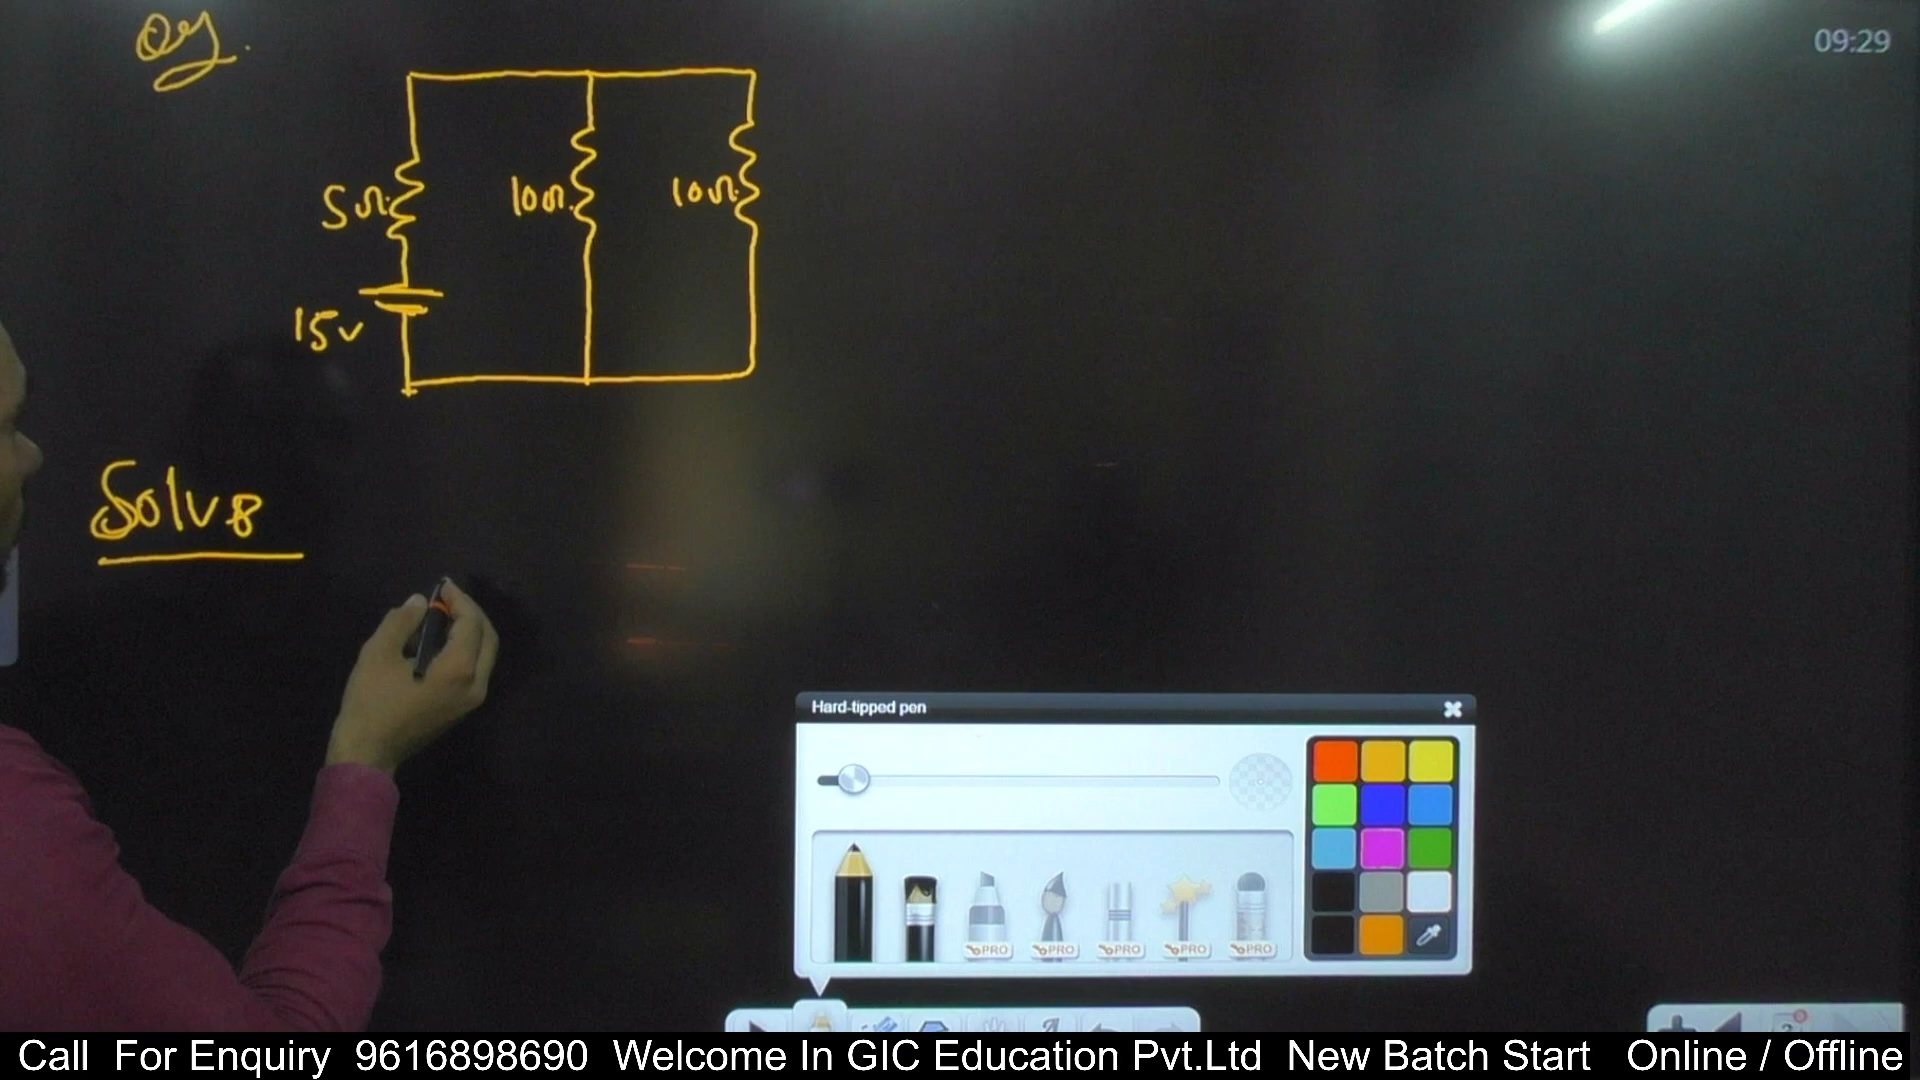 Qy.
09:29
5Ω
10Ω
10Ω
15v
Solve
Hard-tipped pen
PRO PRO PRO PRO PRO
Call For Enquiry 9616898690 Welcome In GIC Education Pvt.Ltd New Batch Start Online / Offline